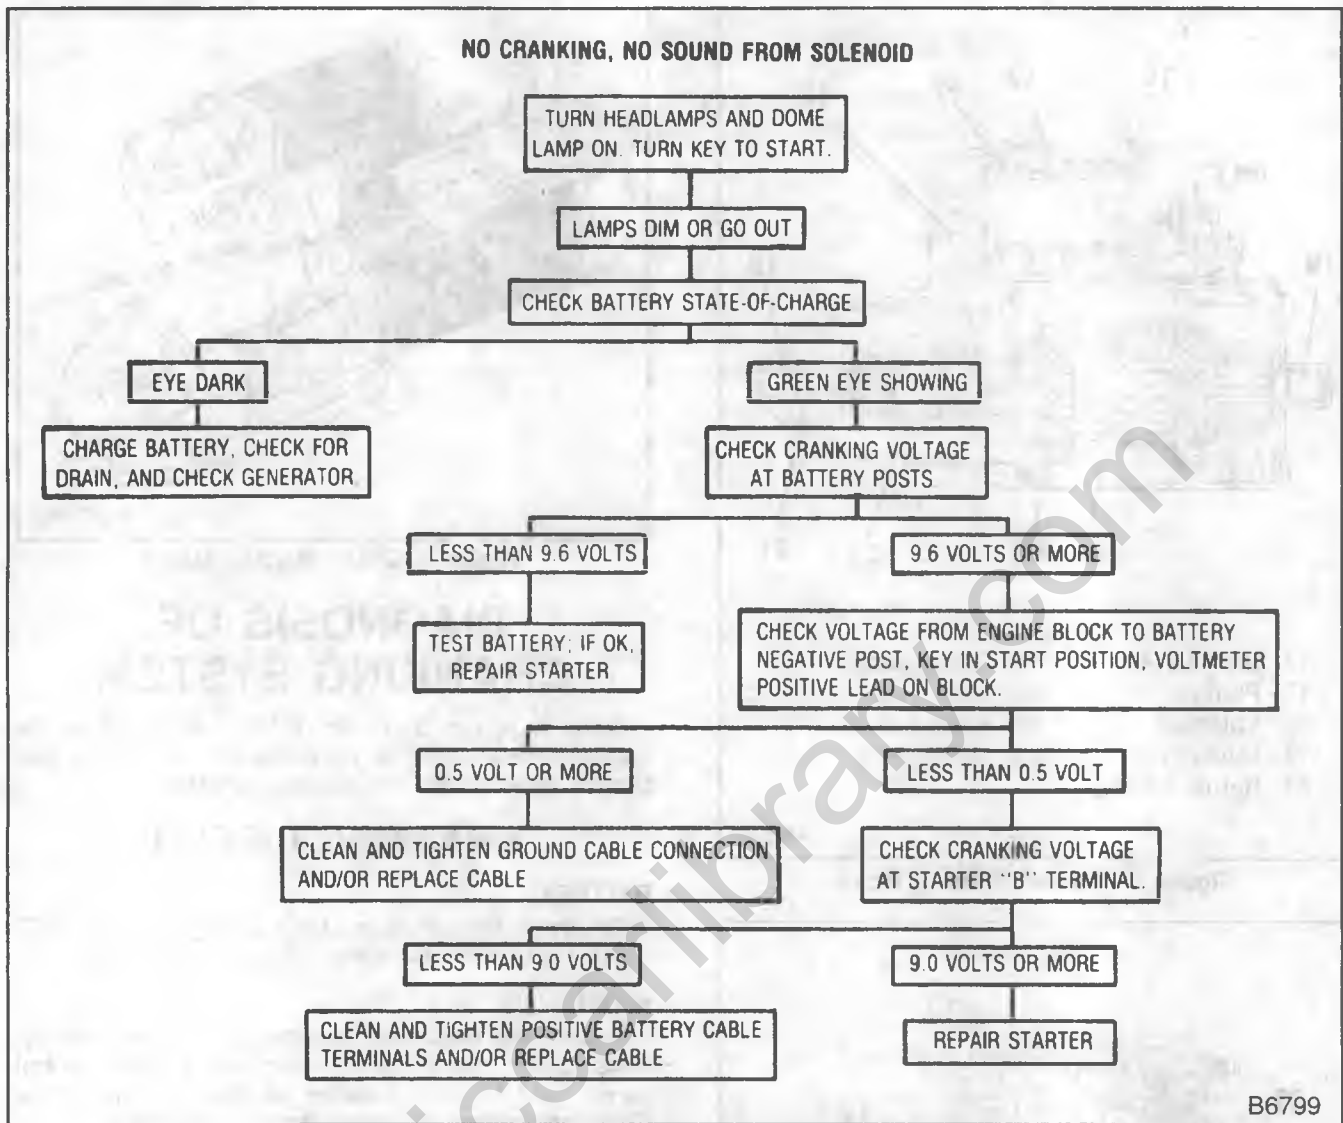 NO CRANKING, NO SOUND FROM SOLENOID
TURN HEADLAMPS AND DOME
LAMP ON. TURN KEY TO START.
LAMPS DIM OR GO OUT
CHECK BATTERY STATE-OF-CHARGE
EYE DARK
GREEN EYE SHOWING
CHARGE BATTERY, CHECK FOR
DRAIN, AND CHECK GENERATOR
CHECK CRANKING VOLTAGE
AT BATTERY POSTS
LESS THAN 9.6 VOLTS
9.6 VOLTS OR MORE
TEST BATTERY; IF OK,
REPAIR STARTER
CHECK VOLTAGE FROM ENGINE BLOCK TO BATTERY
NEGATIVE POST, KEY IN START POSITION, VOLTMETER
POSITIVE LEAD ON BLOCK.
0.5 VOLT OR MORE
LESS THAN 0.5 VOLT
CLEAN AND TIGHTEN GROUND CABLE CONNECTION
AND/OR REPLACE CABLE
CHECK CRANKING VOLTAGE
AT STARTER "B" TERMINAL.
LESS THAN 9.0 VOLTS
9.0 VOLTS OR MORE
CLEAN AND TIGHTEN POSITIVE BATTERY CABLE
TERMINALS AND/OR REPLACE CABLE
REPAIR STARTER
B6799
iccarlibrary.com